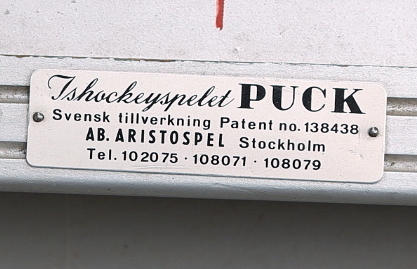 Ishockeyspelet PUCK
Svensk tillverkning Patent no. 138438
AB. ARISTOSPEL Stockholm
Tel. 102075 · 108071 · 108079